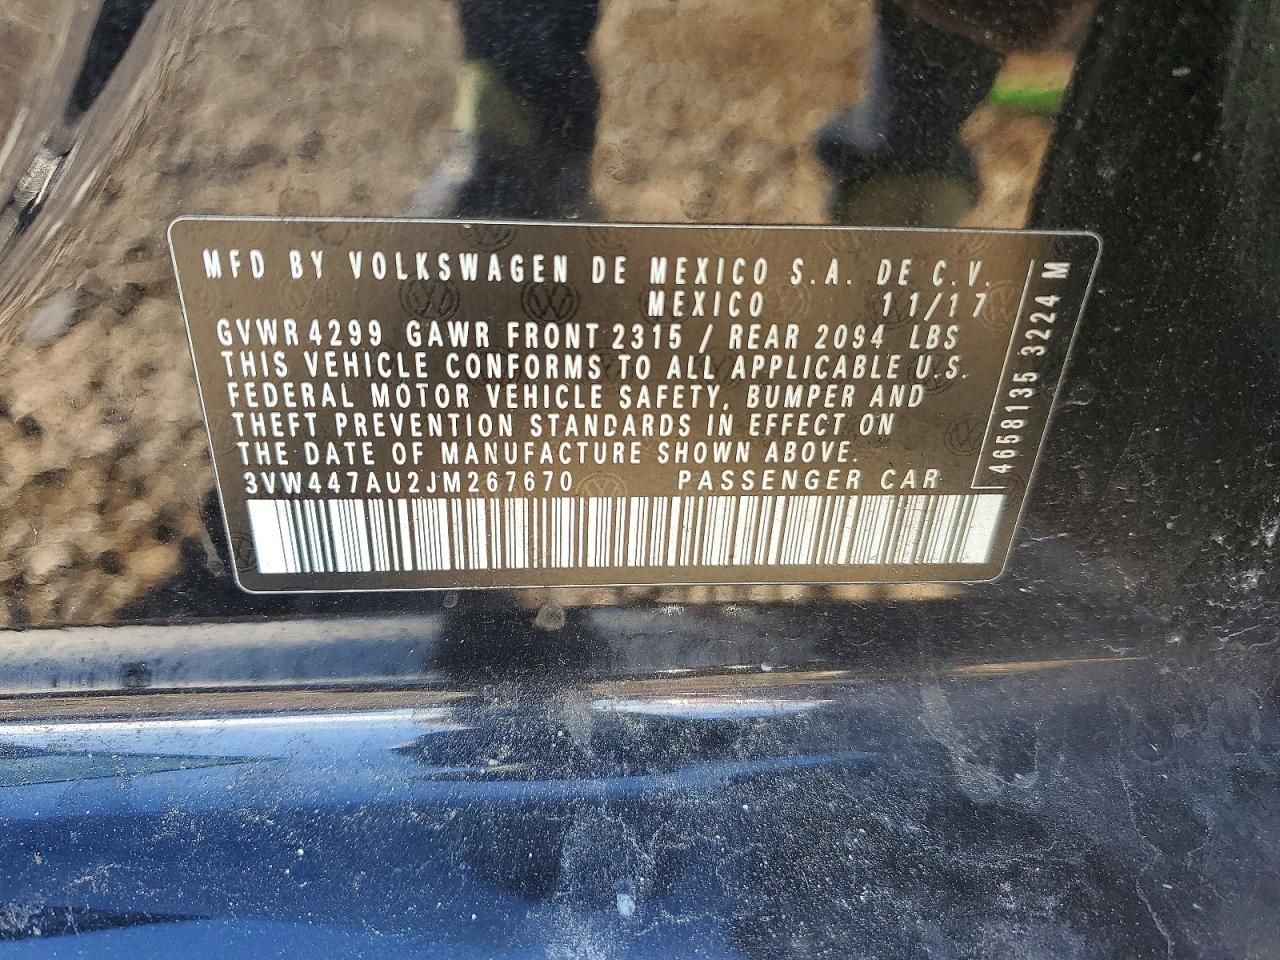 MFD BY VOLKSWAGEN DE MEXICO S.A. DE C.V.
MEXICO 11/17
GVWR 4299 GAWR FRONT 2315 / REAR 2094 LBS
THIS VEHICLE CONFORMS TO ALL APPLICABLE U.S.
FEDERAL MOTOR VEHICLE SAFETY, BUMPER AND
THEFT PREVENTION STANDARDS IN EFFECT ON
THE DATE OF MANUFACTURE SHOWN ABOVE.
3VW447AU2JM267670 PASSENGER CAR
4658135 3224 M